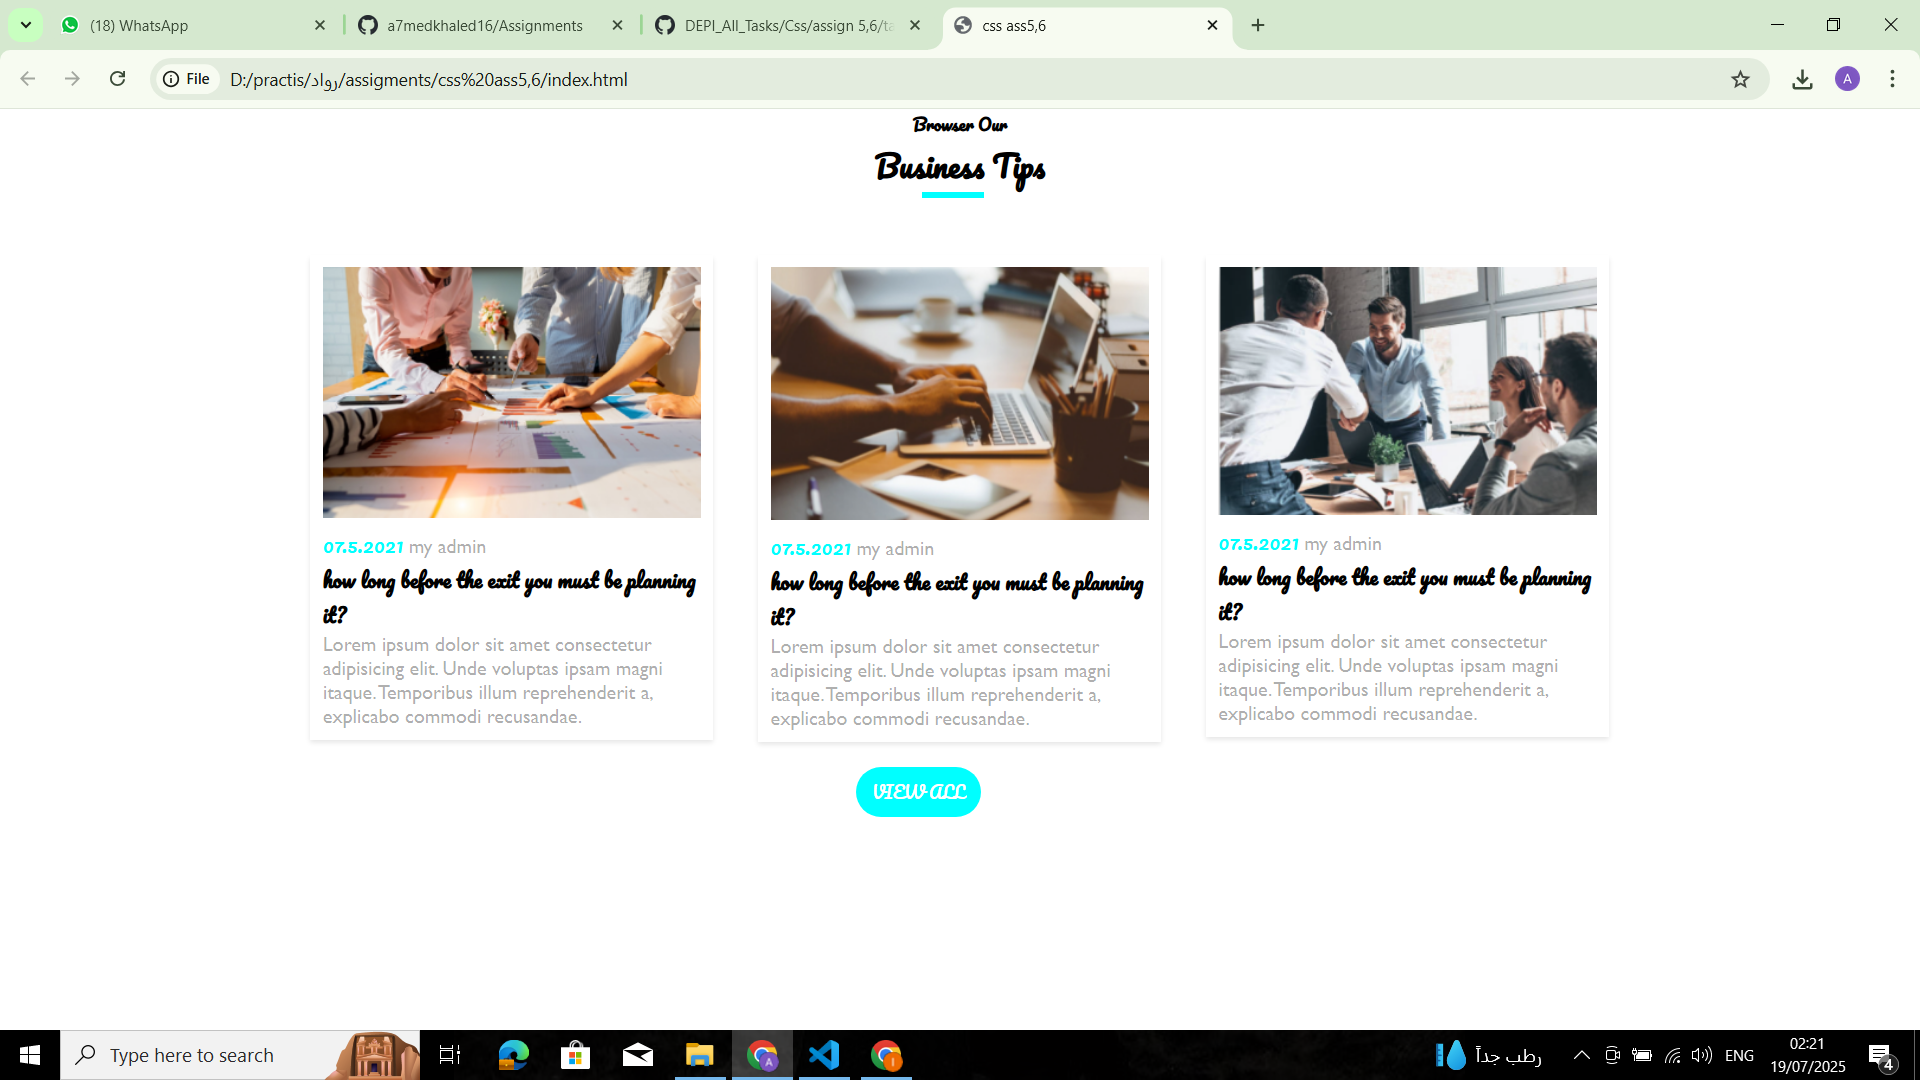 (18) WhatsApp
a7medkhaled16/Assignments
DEPI_All_Tasks/Css/assign 5,6/ta
css ass5,6
File
D:/practis/رواد/assigments/css%20ass5,6/index.html
A
Browser Our
Business Tips
07.5.2021 my admin
how long before the exit you must be planning
it?
Lorem ipsum dolor sit amet consectetur
adipisicing elit. Unde voluptas ipsam magni
itaque. Temporibus illum reprehenderit a,
explicabo commodi recusandae.
07.5.2021 my admin
how long before the exit you must be planning
it?
Lorem ipsum dolor sit amet consectetur
adipisicing elit. Unde voluptas ipsam magni
itaque. Temporibus illum reprehenderit a,
explicabo commodi recusandae.
07.5.2021 my admin
how long before the exit you must be planning
it?
Lorem ipsum dolor sit amet consectetur
adipisicing elit. Unde voluptas ipsam magni
itaque. Temporibus illum reprehenderit a,
explicabo commodi recusandae.
VIEW ALL
Type here to search
A
I
رطب جداً
ENG
02:21
19/07/2025
4